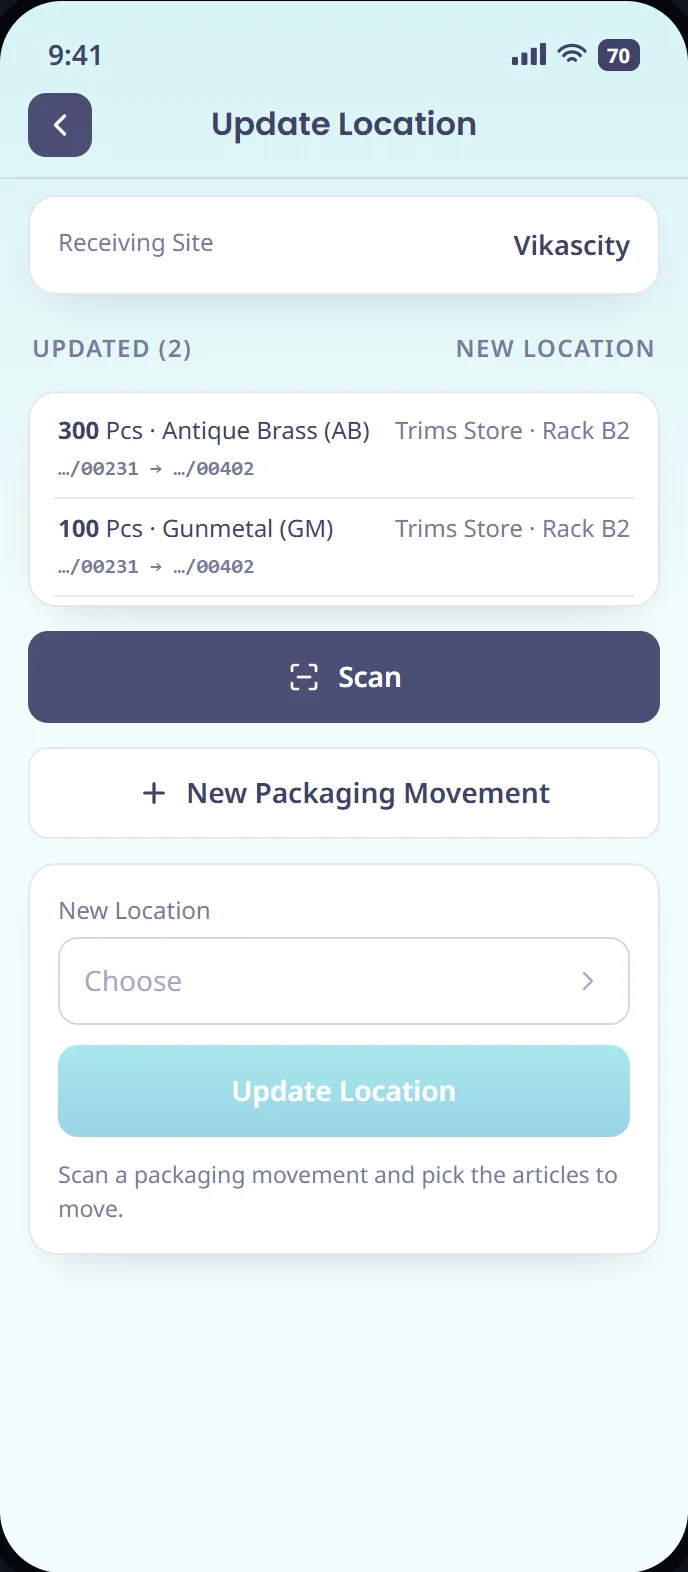 9:41
70
Update Location
Receiving Site
Vikascity
UPDATED (2)
NEW LOCATION
300 Pcs · Antique Brass (AB)
Trims Store · Rack B2
…/00231 → …/00402
100 Pcs · Gunmetal (GM)
Trims Store · Rack B2
…/00231 → …/00402
Scan
+ New Packaging Movement
New Location
Choose
Update Location
Scan a packaging movement and pick the articles to
move.